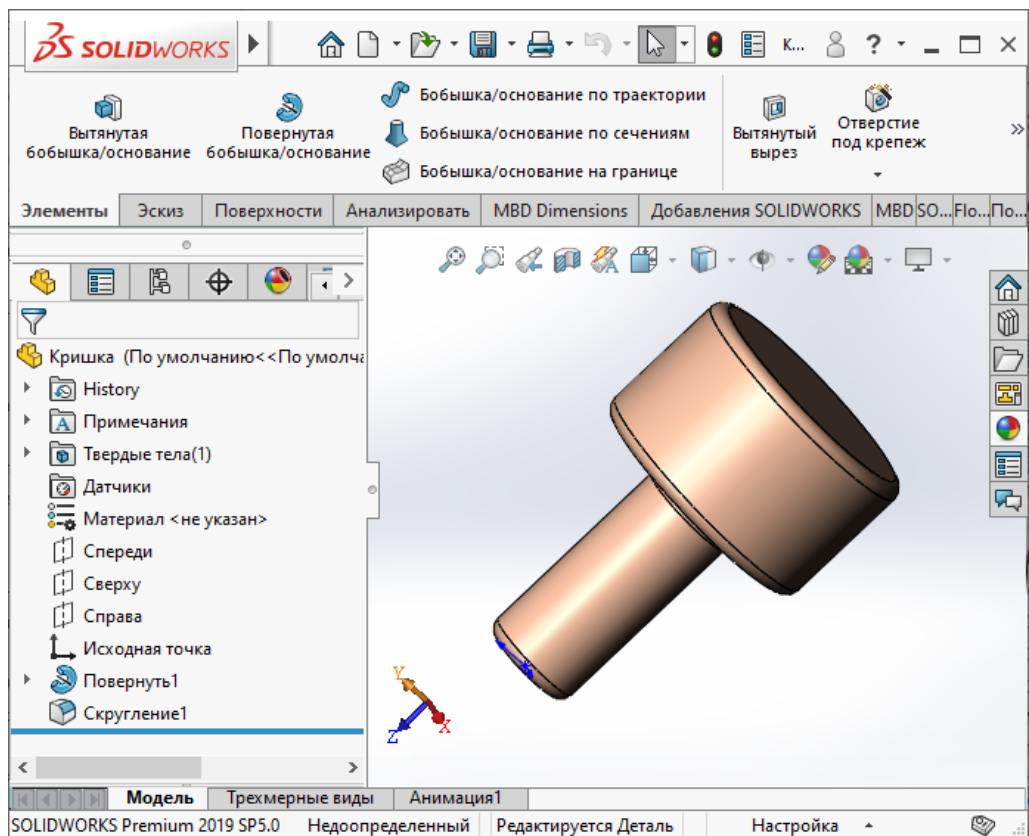 SOLIDWORKS
К...
?
Бобышка/основание по траектории
Вытянутая
бобышка/основание
Повернутая
бобышка/основание
Бобышка/основание по сечениям
Вытянутый
вырез
Отверстие
под крепеж
Бобышка/основание на границе
Элементы Эскиз Поверхности Анализировать MBD Dimensions Добавления SOLIDWORKS MBD SO... Flo... По...
Кришка (По умолчанию<<По умолча
History
Примечания
Твердые тела(1)
Датчики
Материал <не указан>
Спереди
Сверху
Справа
Исходная точка
Повернуть1
Скругление1
Y
Z
X
Модель Трехмерные виды Анимация1
SOLIDWORKS Premium 2019 SP5.0 Недоопределенный Редактируется Деталь Настройка